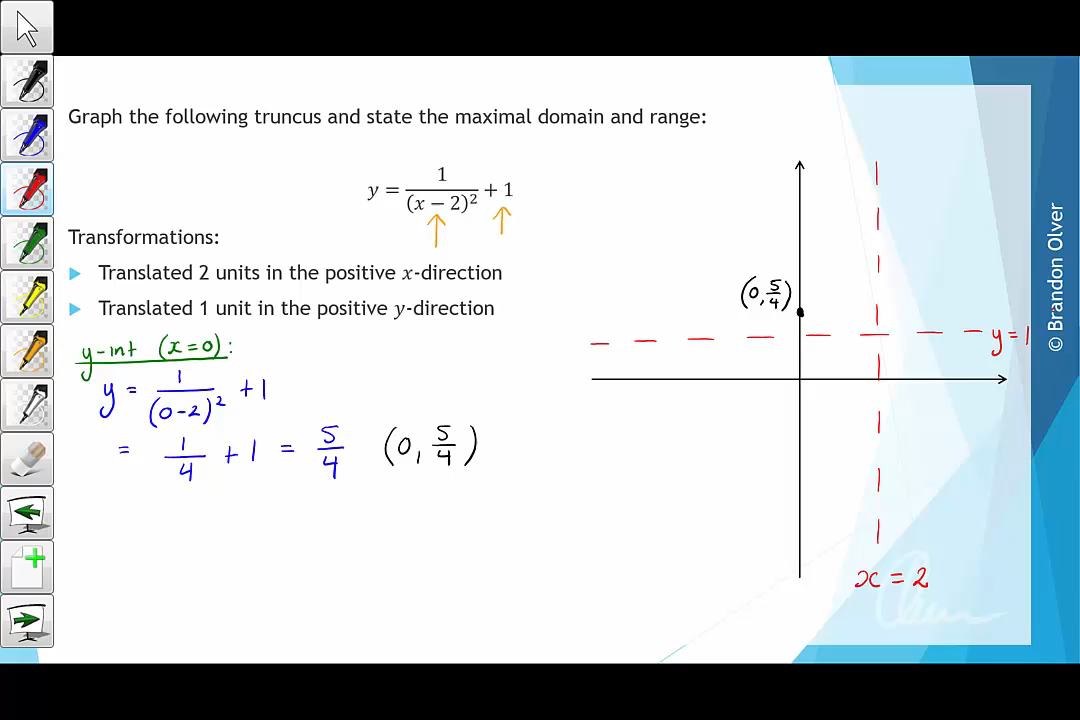 Graph the following truncus and state the maximal domain and range:
y = 1/(x − 2)² + 1
Transformations:
Translated 2 units in the positive x-direction
Translated 1 unit in the positive y-direction
y-int (x=0):
y = 1/(0-2)² + 1
= 1/4 + 1 = 5/4 (0, 5/4)
(0, 5/4)
y = 1
x = 2
© Brandon Olver